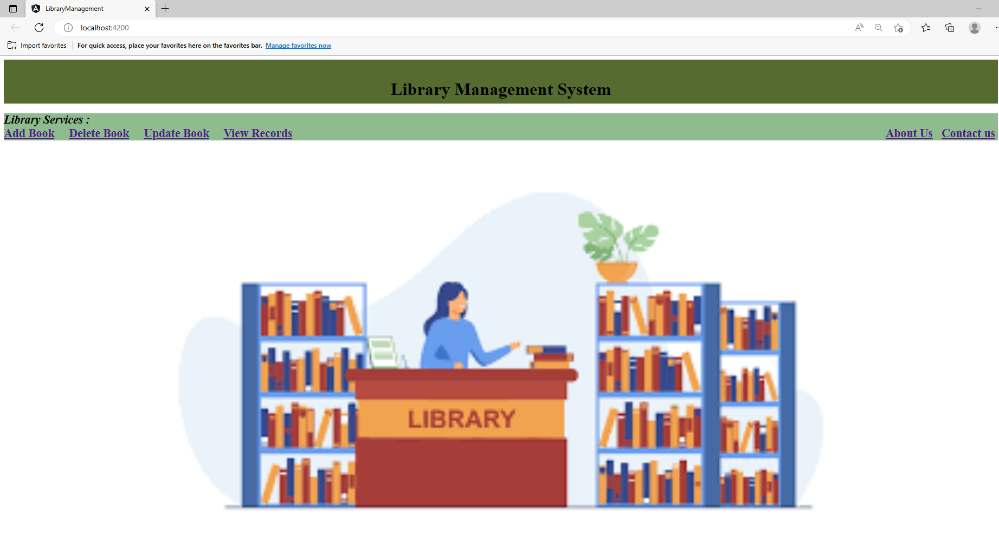 LibraryManagement
localhost:4200
Import favorites For quick access, place your favorites here on the favorites bar. Manage favorites now
Library Management System
Library Services :
Add Book Delete Book Update Book View Records About Us Contact us
LIBRARY